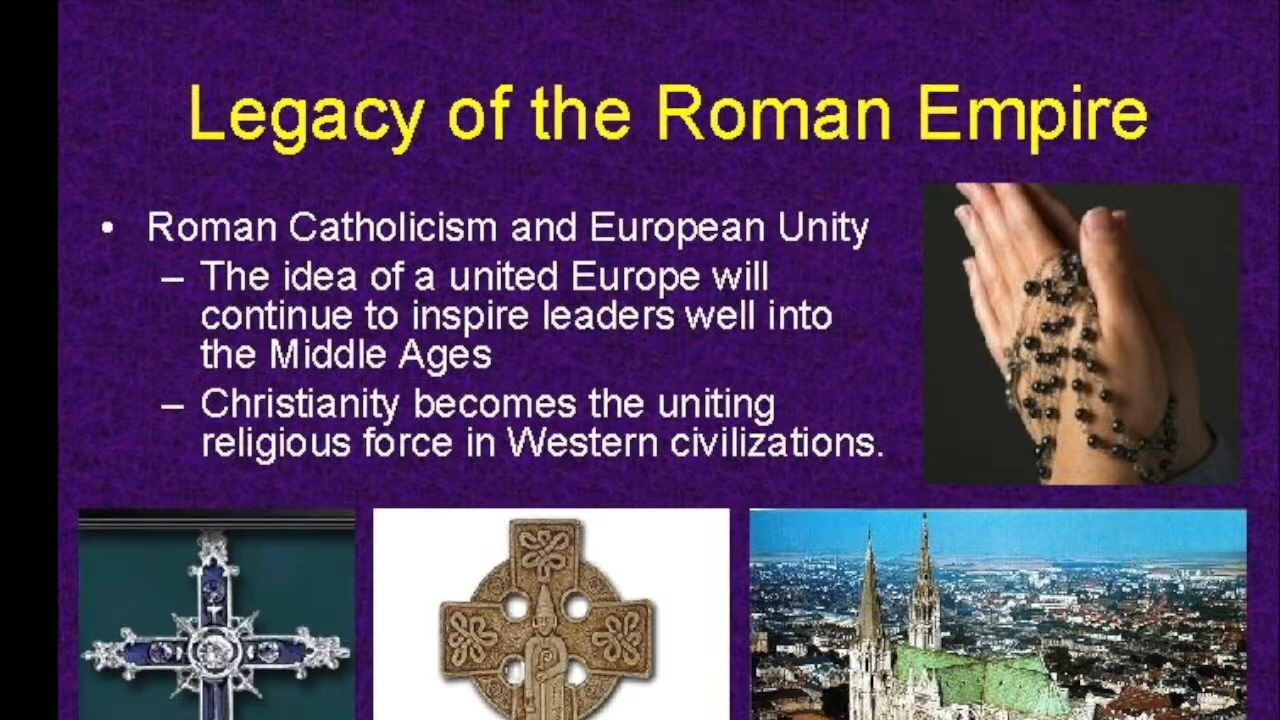 Legacy of the Roman Empire
• Roman Catholicism and European Unity
– The idea of a united Europe will
continue to inspire leaders well into
the Middle Ages
– Christianity becomes the uniting
religious force in Western civilizations.